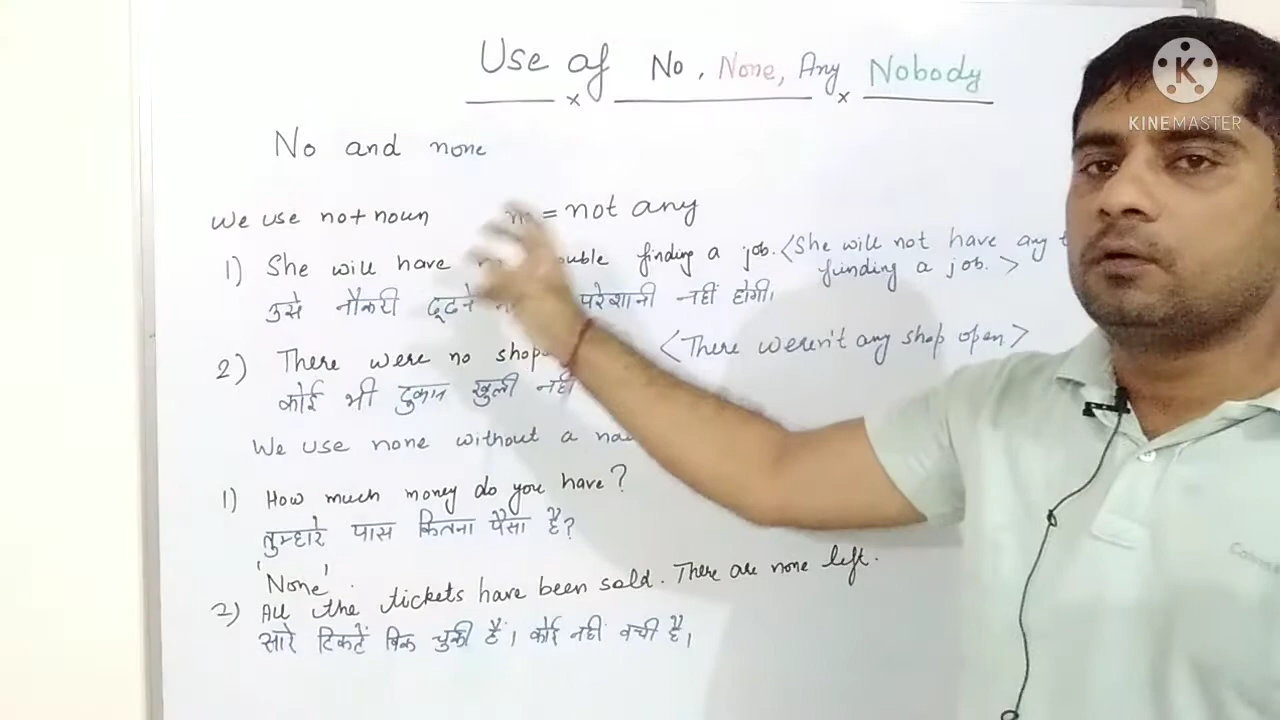 Use of No, None, Any Nobody
KINEMASTER
No and none
We use no+noun = not any
1) She will have finding a job. <She will not have any
finding a job.>
उसे नौकरी ढूढने परेशानी नहीं होगी।
2) There were no <There weren't any shop open.>
कोई भी दुकान खुली नहीं
We use none without a
1) How much money do you have?
तुम्हारे पास कितना पैसा है?
'None'.
2) All the tickets have been sold. There are none left.
सारे टिकटें बिक चुकी हैं। कोई नहीं बची है।